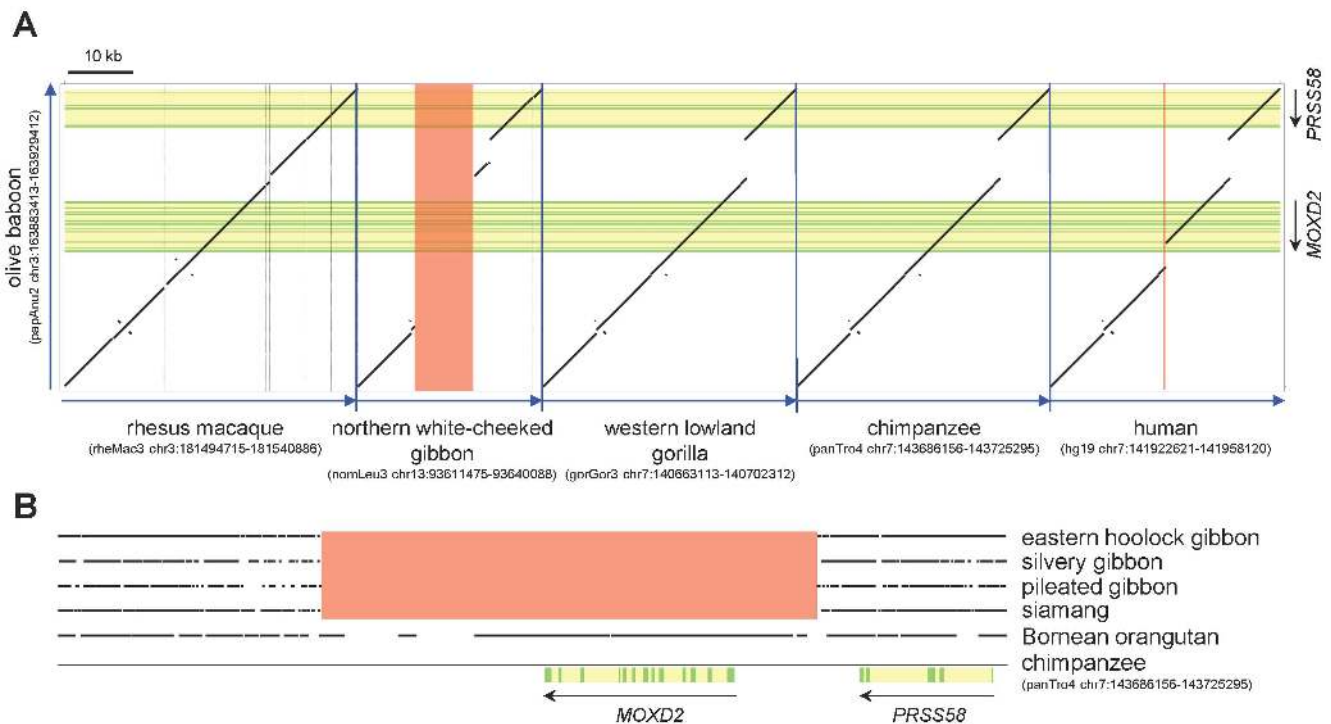 A
10 kb
olive baboon
(papAnu2 chr3:163883413-163929412)
PRSS58
MOXD2
rhesus macaque
(rheMac3 chr3:181494715-181540886)
northern white-cheeked
gibbon
(nomLeu3 chr13:93611475-93640088)
western lowland
gorilla
(gorGor3 chr7:140663113-140702312)
chimpanzee
(panTro4 chr7:143686156-143725295)
human
(hg19 chr7:141922621-141958120)
B
eastern hoolock gibbon
silvery gibbon
pileated gibbon
siamang
Bornean orangutan
chimpanzee
(panTro4 chr7:143686156-143725295)
MOXD2
PRSS58